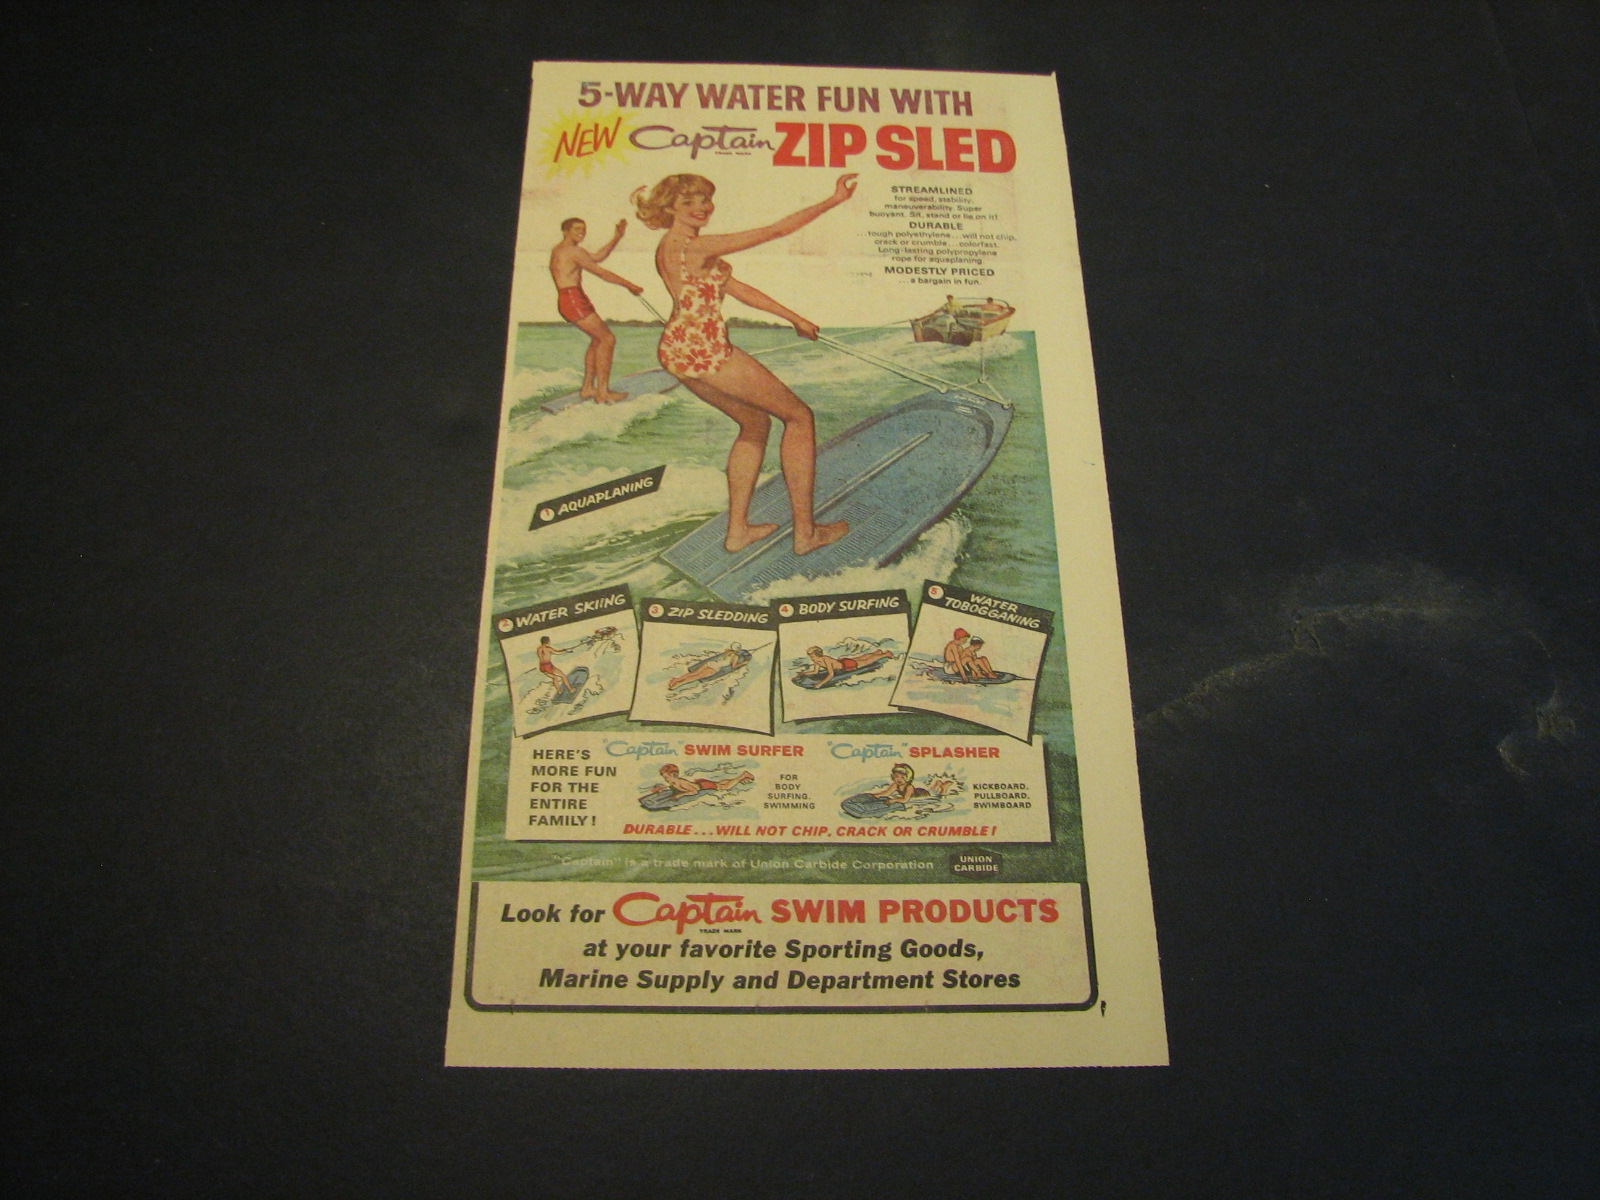 5-WAY WATER FUN WITH
NEW Captain ZIP SLED
TRADE MARK
STREAMLINED
for speed, stability,
maneuverability. Super
buoyant. Sit, stand or lie on it!
DURABLE
...tough polyethylene...will not chip,
crack or crumble...colorfast.
Long-lasting polypropylene
rope for aquaplaning.
MODESTLY PRICED
...a bargain in fun.
1 AQUAPLANING
2 WATER SKIING
3 ZIP SLEDDING
4 BODY SURFING
5 WATER
TOBOGGANING
HERE'S
MORE FUN
FOR THE
ENTIRE
FAMILY!
"Captain" SWIM SURFER
FOR
BODY
SURFING,
SWIMMING
"Captain" SPLASHER
KICKBOARD,
PULLBOARD,
SWIMBOARD
DURABLE...WILL NOT CHIP, CRACK OR CRUMBLE!
"Captain" is a trade mark of Union Carbide Corporation
UNION
CARBIDE
Look for Captain SWIM PRODUCTS
TRADE MARK
at your favorite Sporting Goods,
Marine Supply and Department Stores